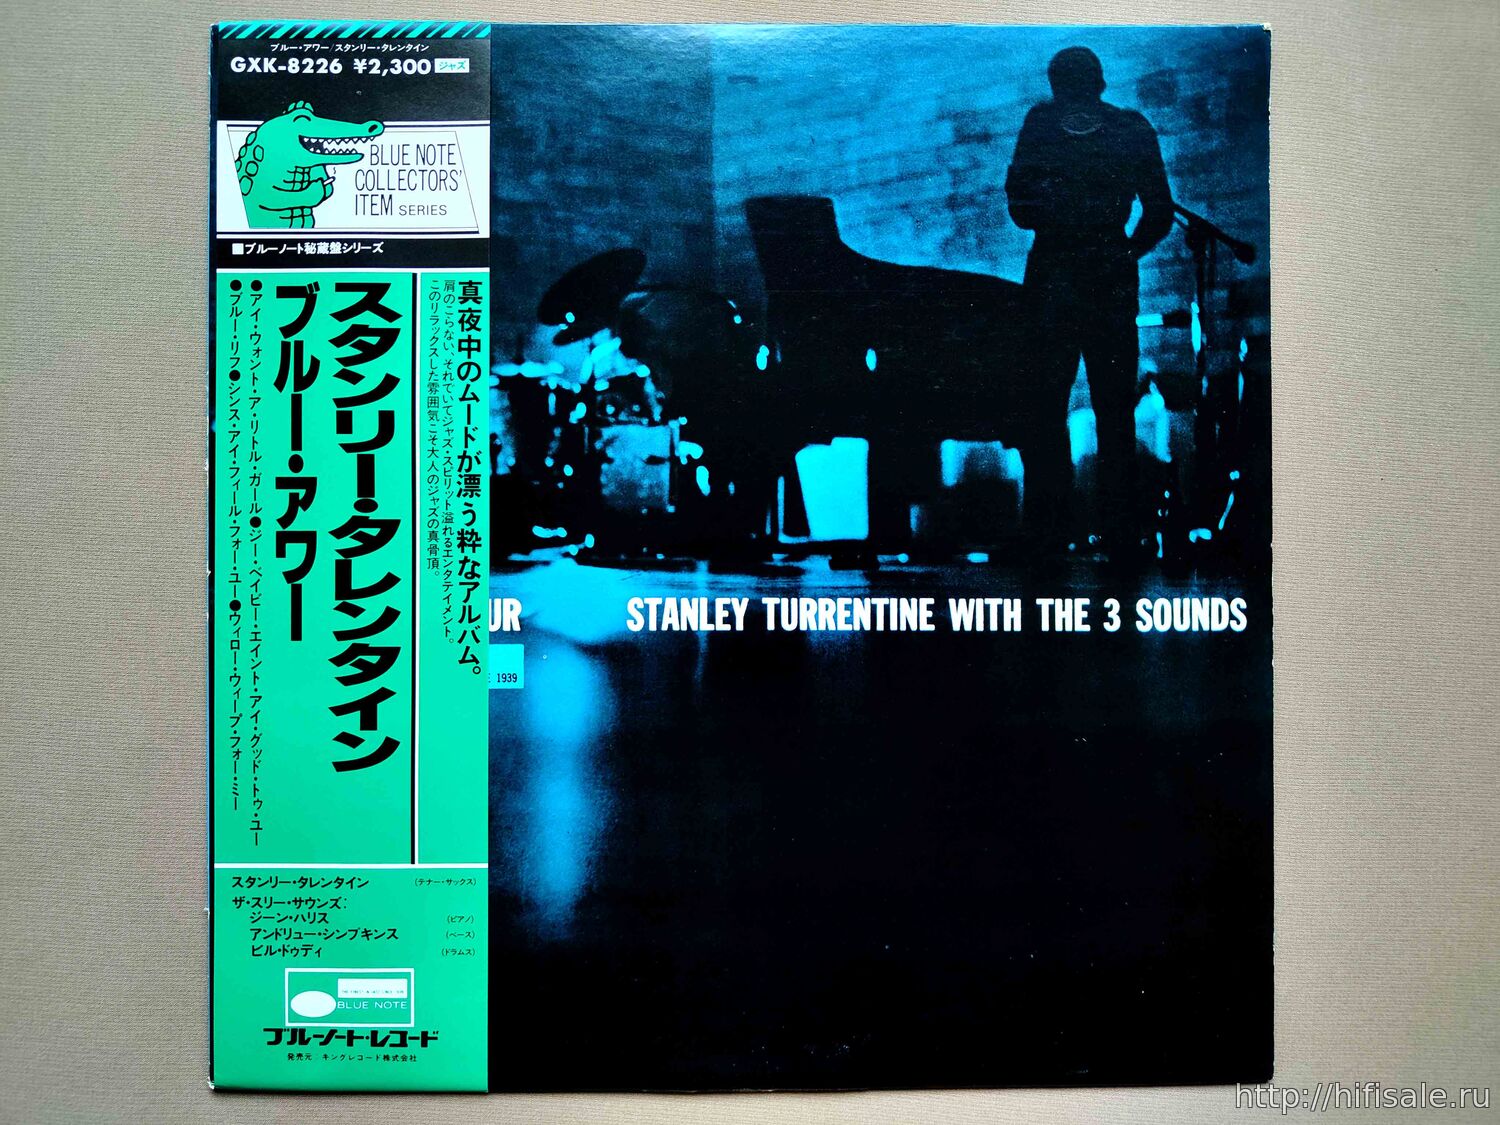 ブルー・アワー/スタンリー・タレンタイン
GXK-8226 ¥2,300 ジャズ
BLUE NOTE
COLLECTORS'
ITEM SERIES
■ブルーノート秘蔵盤シリーズ
真夜中のムードが漂う粋なアルバム。
肩のこらない、それでいてジャズ・スピリット溢れるエンタテイメント。
このリラックスした雰囲気こそ大人のジャズの真骨頂。
スタンリー・タレンタイン
ブルー・アワー
●アイ・ウォント・ア・リトル・ガール●ジー・ベイビー・エイント・アイ・グッド・トゥ・ユー
●ブルー・リフ●シンス・アイ・フィール・フォー・ユー●ウィロー・ウィープ・フォー・ミー
スタンリー・タレンタイン (テナー・サックス)
ザ・スリー・サウンズ:
ジーン・ハリス (ピアノ)
アンドリュー・シンプキンス (ベース)
ビル・ドゥディ (ドラムス)
BLUE NOTE
ブルーノート・レコード
発売元:キングレコード株式会社
UR STANLEY TURRENTINE WITH THE 3 SOUNDS
E 1939
http://hifisale.ru